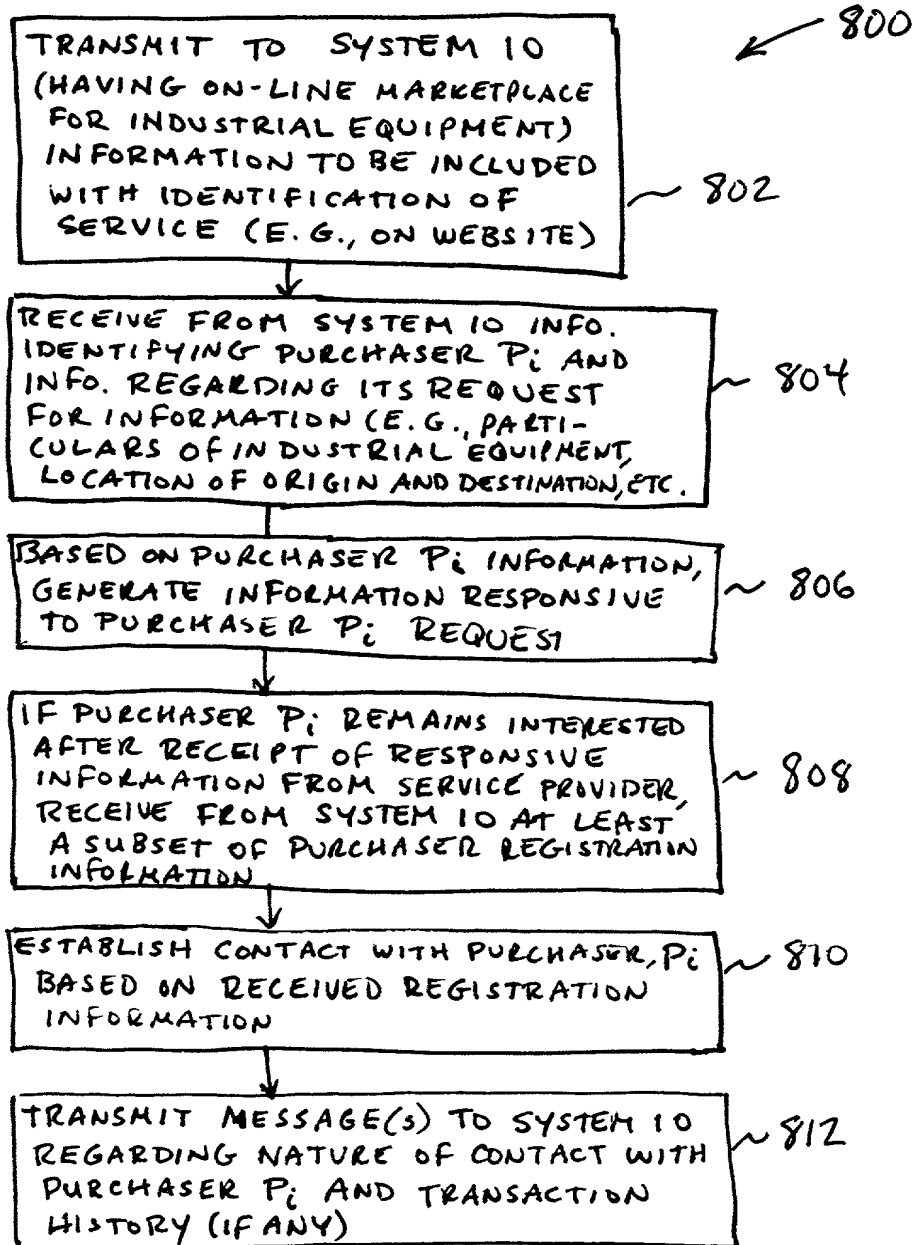 800
TRANSMIT TO SYSTEM 10
(HAVING ON-LINE MARKETPLACE
FOR INDUSTRIAL EQUIPMENT)
INFORMATION TO BE INCLUDED
WITH IDENTIFICATION OF
SERVICE (E.G., ON WEBSITE)
802
RECEIVE FROM SYSTEM 10 INFO.
IDENTIFYING PURCHASER Pi AND
INFO. REGARDING ITS REQUEST
FOR INFORMATION (E.G., PARTI-
CULARS OF INDUSTRIAL EQUIPMENT,
LOCATION OF ORIGIN AND DESTINATION, ETC.
804
BASED ON PURCHASER Pi INFORMATION,
GENERATE INFORMATION RESPONSIVE
TO PURCHASER Pi REQUEST
806
IF PURCHASER Pi REMAINS INTERESTED
AFTER RECEIPT OF RESPONSIVE
INFORMATION FROM SERVICE PROVIDER,
RECEIVE FROM SYSTEM 10 AT LEAST
A SUBSET OF PURCHASER REGISTRATION
INFORMATION
808
ESTABLISH CONTACT WITH PURCHASER, Pi
BASED ON RECEIVED REGISTRATION
INFORMATION
810
TRANSMIT MESSAGE(S) TO SYSTEM 10
REGARDING NATURE OF CONTACT WITH
PURCHASER Pi AND TRANSACTION
HISTORY (IF ANY)
812